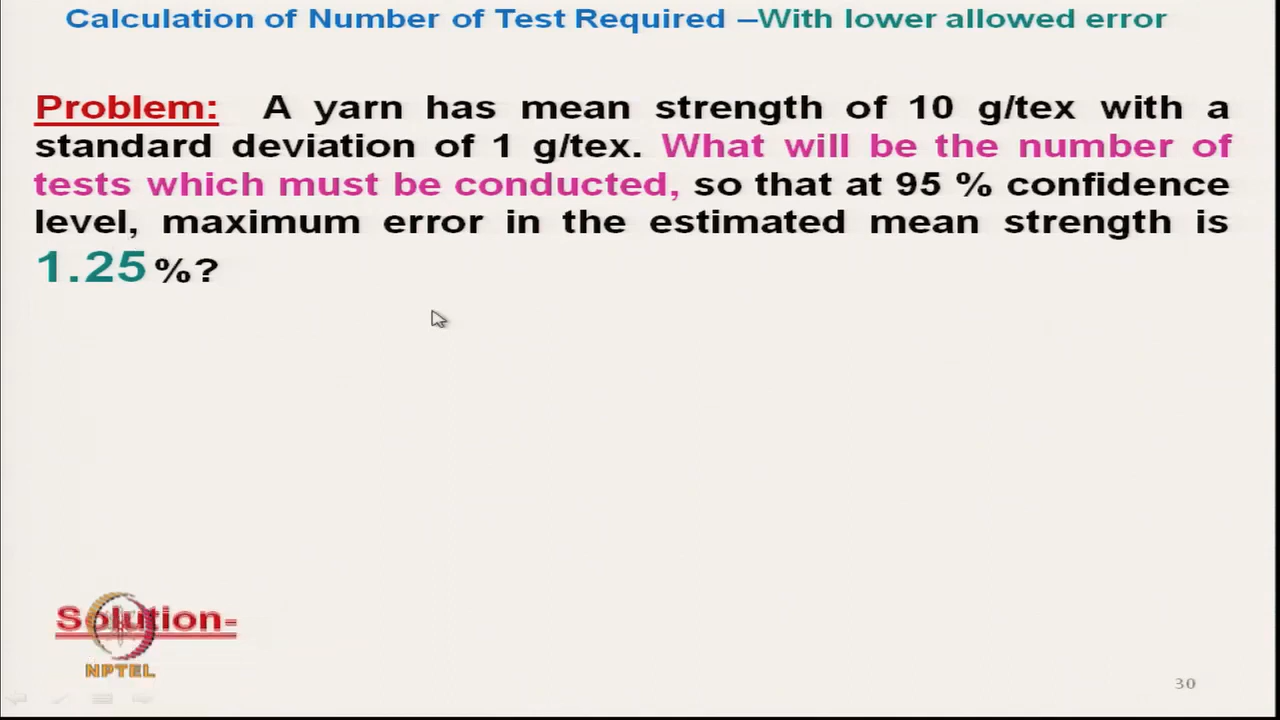 Calculation of Number of Test Required –With lower allowed error
Problem: A yarn has mean strength of 10 g/tex with a
standard deviation of 1 g/tex. What will be the number of
tests which must be conducted, so that at 95 % confidence
level, maximum error in the estimated mean strength is
1.25 %?
Solution-
NPTEL
30